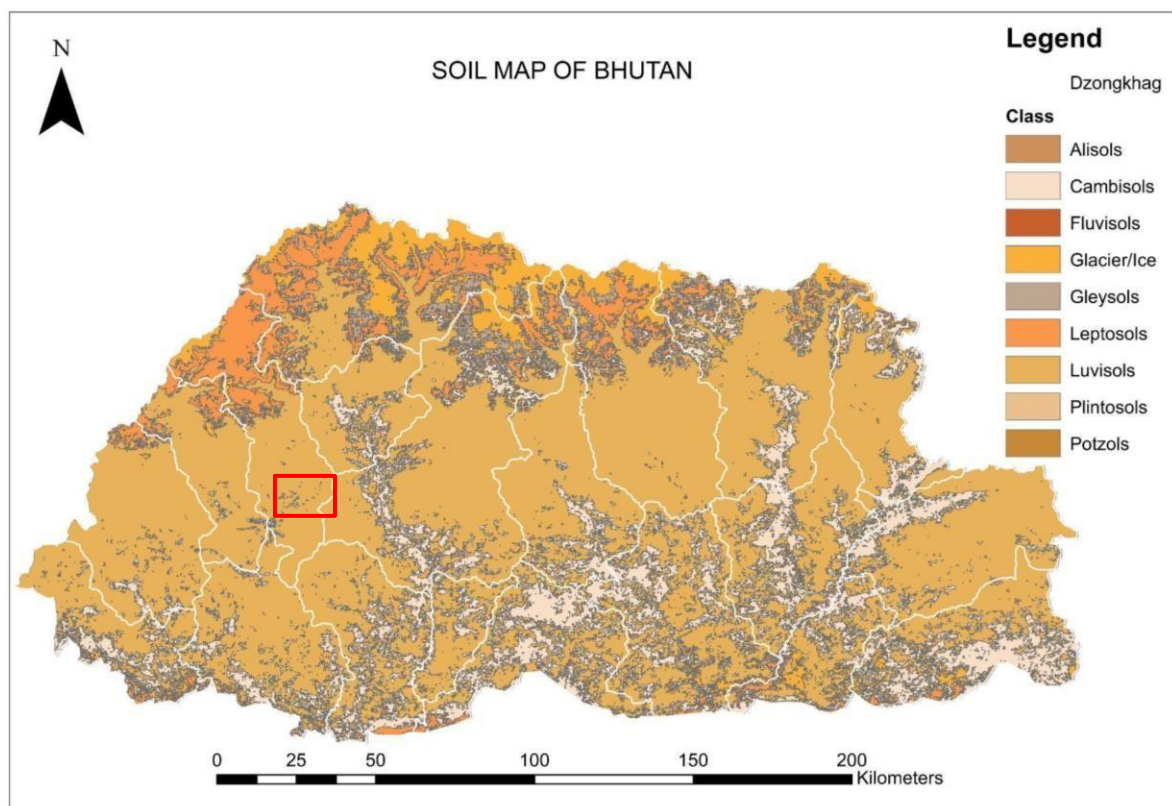 Legend
N
SOIL MAP OF BHUTAN
Dzongkhag
Class
Alisols
Cambisols
Fluvisols
Glacier/Ice
Gleysols
Leptosols
Luvisols
Plintosols
Potzols
0 25 50 100 150 200
Kilometers